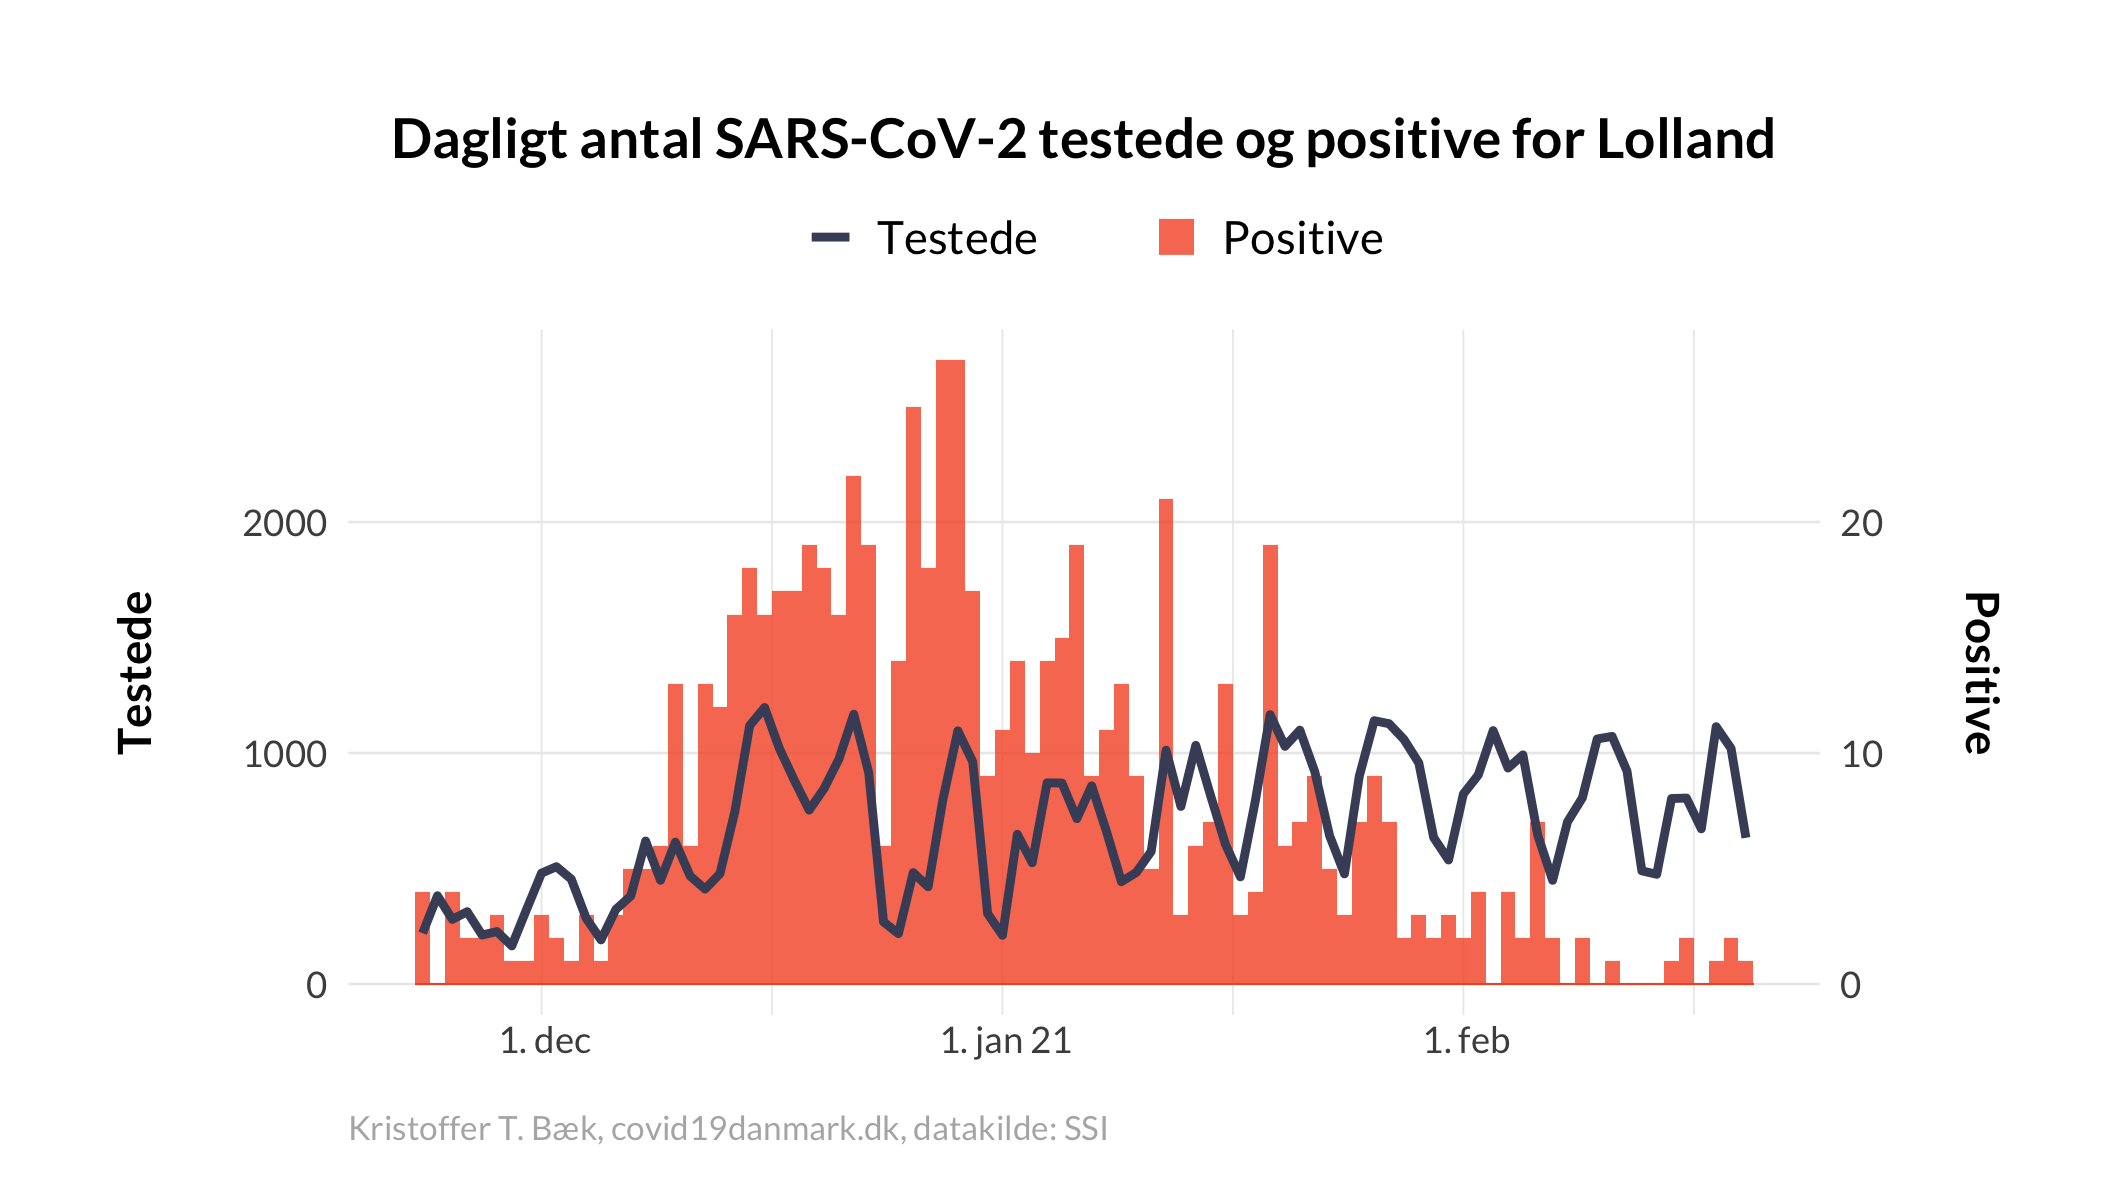 Dagligt antal SARS-CoV-2 testede og positive for Lolland
Testede Positive
2000
1000
0
Testede
20
10
0
Positive
1. dec 1. jan 21 1. feb
Kristoffer T. Bæk, covid19danmark.dk, datakilde: SSI